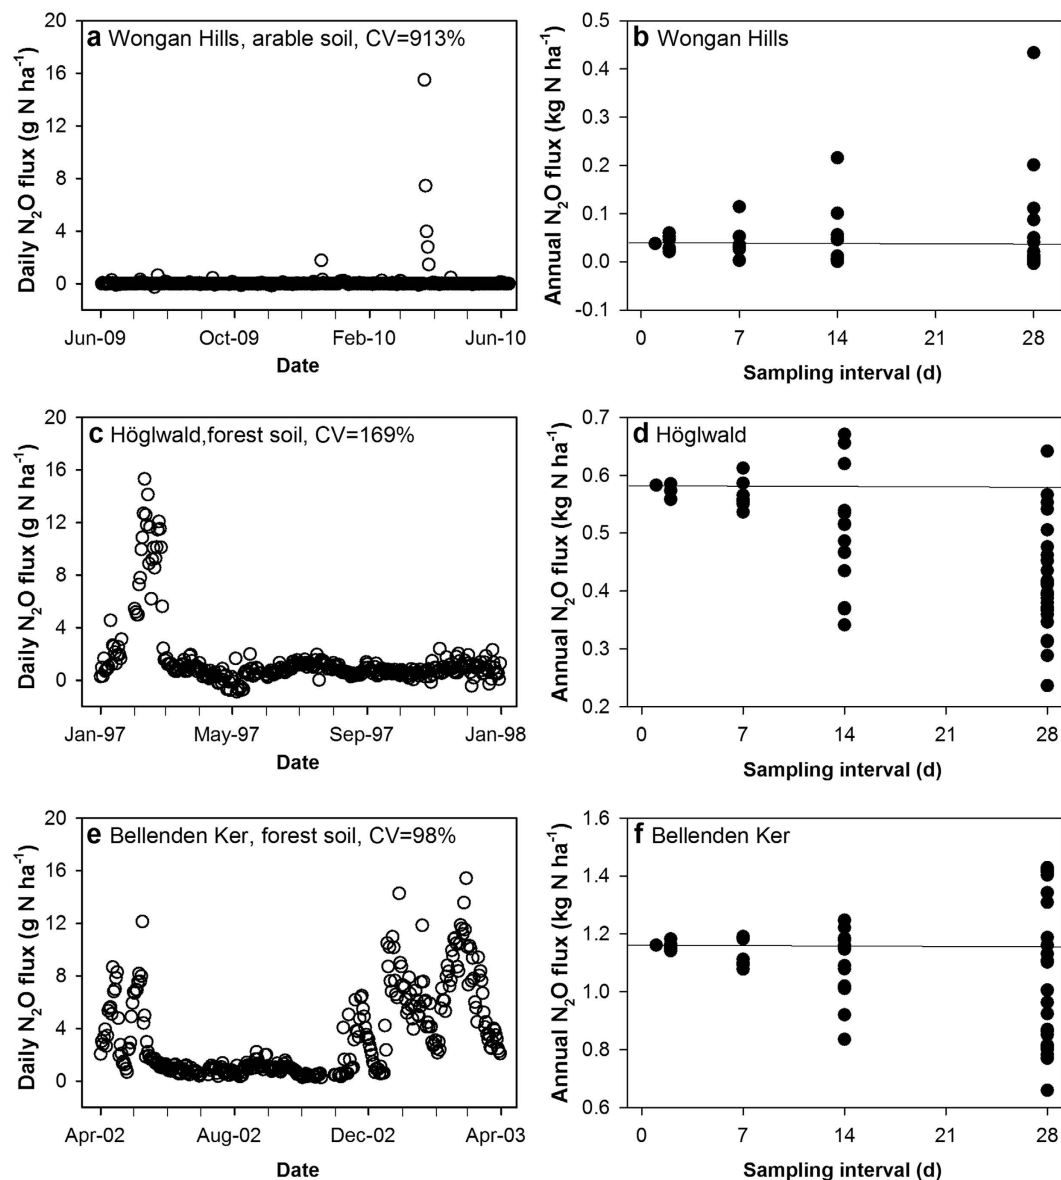 a Wongan Hills, arable soil, CV=913%
Daily N₂O flux (g N ha⁻¹)
20
16
12
8
4
0
Jun-09 Oct-09 Feb-10 Jun-10
Date
b Wongan Hills
Annual N₂O flux (kg N ha⁻¹)
0.5
0.4
0.3
0.2
0.1
0.0
-0.1
0 7 14 21 28
Sampling interval (d)
c Höglwald,forest soil, CV=169%
Daily N₂O flux (g N ha⁻¹)
20
16
12
8
4
0
Jan-97 May-97 Sep-97 Jan-98
Date
d Höglwald
Annual N₂O flux (kg N ha⁻¹)
0.7
0.6
0.5
0.4
0.3
0.2
0 7 14 21 28
Sampling interval (d)
e Bellenden Ker, forest soil, CV=98%
Daily N₂O flux (g N ha⁻¹)
20
16
12
8
4
0
Apr-02 Aug-02 Dec-02 Apr-03
Date
f Bellenden Ker
Annual N₂O flux (kg N ha⁻¹)
1.6
1.4
1.2
1.0
0.8
0.6
0 7 14 21 28
Sampling interval (d)